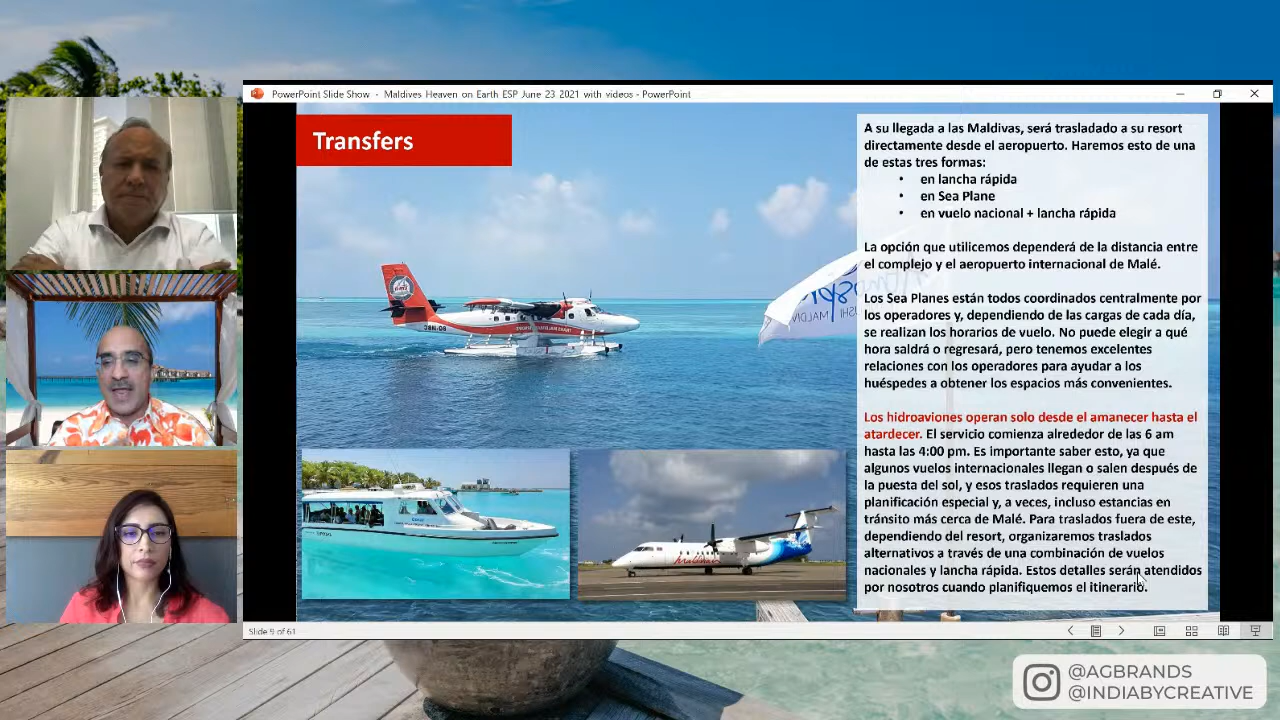 PowerPoint Slide Show - Maldives Heaven on Earth ESP June 23 2021 with videos - PowerPoint
Transfers
A su llegada a las Maldivas, será trasladado a su resort
directamente desde el aeropuerto. Haremos esto de una
de estas tres formas:
• en lancha rápida
• en Sea Plane
• en vuelo nacional + lancha rápida
La opción que utilicemos dependerá de la distancia entre
el complejo y el aeropuerto internacional de Malé.
Los Sea Planes están todos coordinados centralmente por
los operadores y, dependiendo de las cargas de cada día,
se realizan los horarios de vuelo. No puede elegir a qué
hora saldrá o regresará, pero tenemos excelentes
relaciones con los operadores para ayudar a los
huéspedes a obtener los espacios más convenientes.
Los hidroaviones operan solo desde el amanecer hasta el
atardecer. El servicio comienza alrededor de las 6 am
hasta las 4:00 pm. Es importante saber esto, ya que
algunos vuelos internacionales llegan o salen después de
la puesta del sol, y esos traslados requieren una
planificación especial y, a veces, incluso estancias en
tránsito más cerca de Malé. Para traslados fuera de este,
dependiendo del resort, organizaremos traslados
alternativos a través de una combinación de vuelos
nacionales y lancha rápida. Estos detalles serán atendidos
por nosotros cuando planifiquemos el itinerario.
Slide 9 of 61
@AGBRANDS
@INDIABYCREATIVE